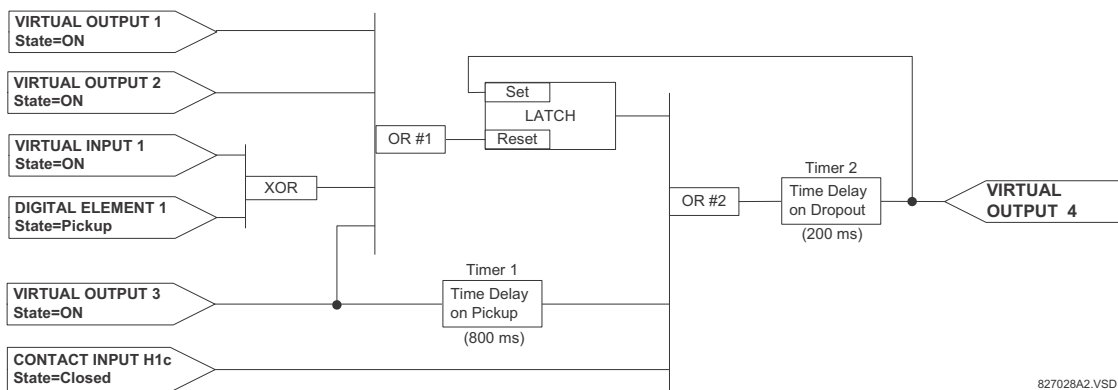 VIRTUAL OUTPUT 1
State=ON
VIRTUAL OUTPUT 2
State=ON
VIRTUAL INPUT 1
State=ON
DIGITAL ELEMENT 1
State=Pickup
VIRTUAL OUTPUT 3
State=ON
CONTACT INPUT H1c
State=Closed
XOR
OR #1
Set
LATCH
Reset
Timer 1
Time Delay
on Pickup
(800 ms)
OR #2
Timer 2
Time Delay
on Dropout
(200 ms)
VIRTUAL
OUTPUT 4
827028A2.VSD